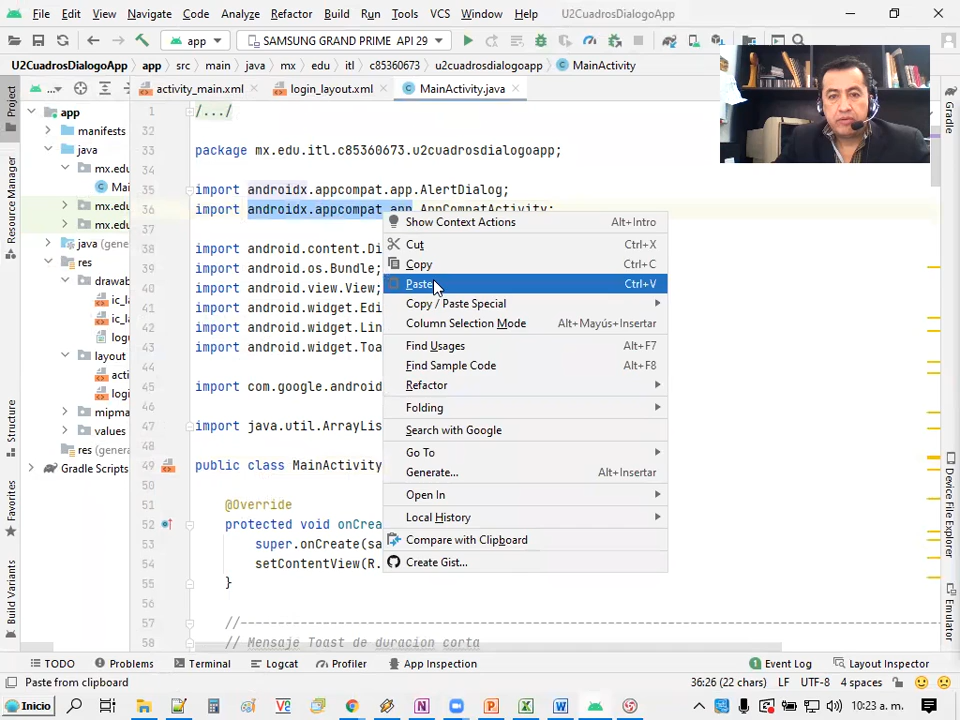 File Edit View Navigate Code Analyze Refactor Build Run Tools VCS Window Help U2CuadrosDialogoApp
app SAMSUNG GRAND PRIME API 29
U2CuadrosDialogoApp app src main java mx edu itl c85360673 u2cuadrosdialogoapp MainActivity
Project ... activity_main.xml login_layout.xml MainActivity.java Gradle
app
manifests
java
mx.edu
Ma
mx.edu
mx.edu
java (gene
res
drawab
ic_la
ic_la
log
layout
acti
logi
mipma
values
res (gene
Gradle Scripts
Resource Manager
Structure
Favorites
Build Variants
1 /.../
32
33 package mx.edu.itl.c85360673.u2cuadrosdialogoapp;
34
35 import androidx.appcompat.app.AlertDialog;
36 import androidx.appcompat.app.AppCompatActivity;
37
38 import android.content.Di
39 import android.os.Bundle;
40 import android.view.View;
41 import android.widget.Edi
42 import android.widget.Lin
43 import android.widget.Toa
44
45 import com.google.android
46
47 import java.util.ArrayLis
48
49 public class MainActivity
50
51 @Override
52 protected void onCrea
53 super.onCreate(sa
54 setContentView(R.
55 }
56
57 //--------------------------------------------------------
58 // Mensaje Toast de duracion corta
Show Context Actions Alt+Intro
Cut Ctrl+X
Copy Ctrl+C
Paste Ctrl+V
Copy / Paste Special
Column Selection Mode Alt+Mayús+Insertar
Find Usages Alt+F7
Find Sample Code Alt+F8
Refactor
Folding
Search with Google
Go To
Generate... Alt+Insertar
Open In
Local History
Compare with Clipboard
Create Gist...
Device File Explorer
Emulator
TODO Problems Terminal Logcat Profiler App Inspection Event Log Layout Inspector
Paste from clipboard 36:26 (22 chars) LF UTF-8 4 spaces
Inicio 10:23 a. m.